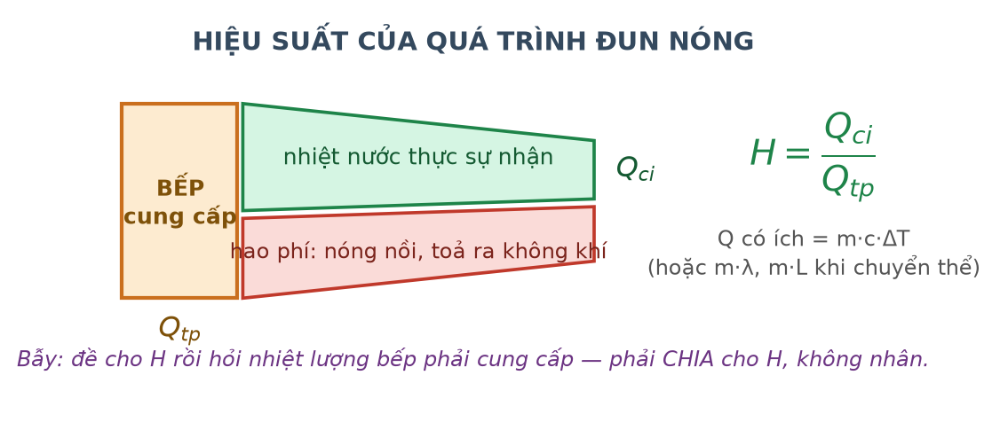 HIỆU SUẤT CỦA QUÁ TRÌNH ĐUN NÓNG
BẾP
cung cấp
nhiệt nước thực sự nhận
hao phí: nóng nồi, toả ra không khí
Q_ci
Q_tp
H = Q_ci / Q_tp
Q có ích = m·c·ΔT
(hoặc m·λ, m·L khi chuyển thể)
Bẫy: đề cho H rồi hỏi nhiệt lượng bếp phải cung cấp — phải CHIA cho H, không nhân.